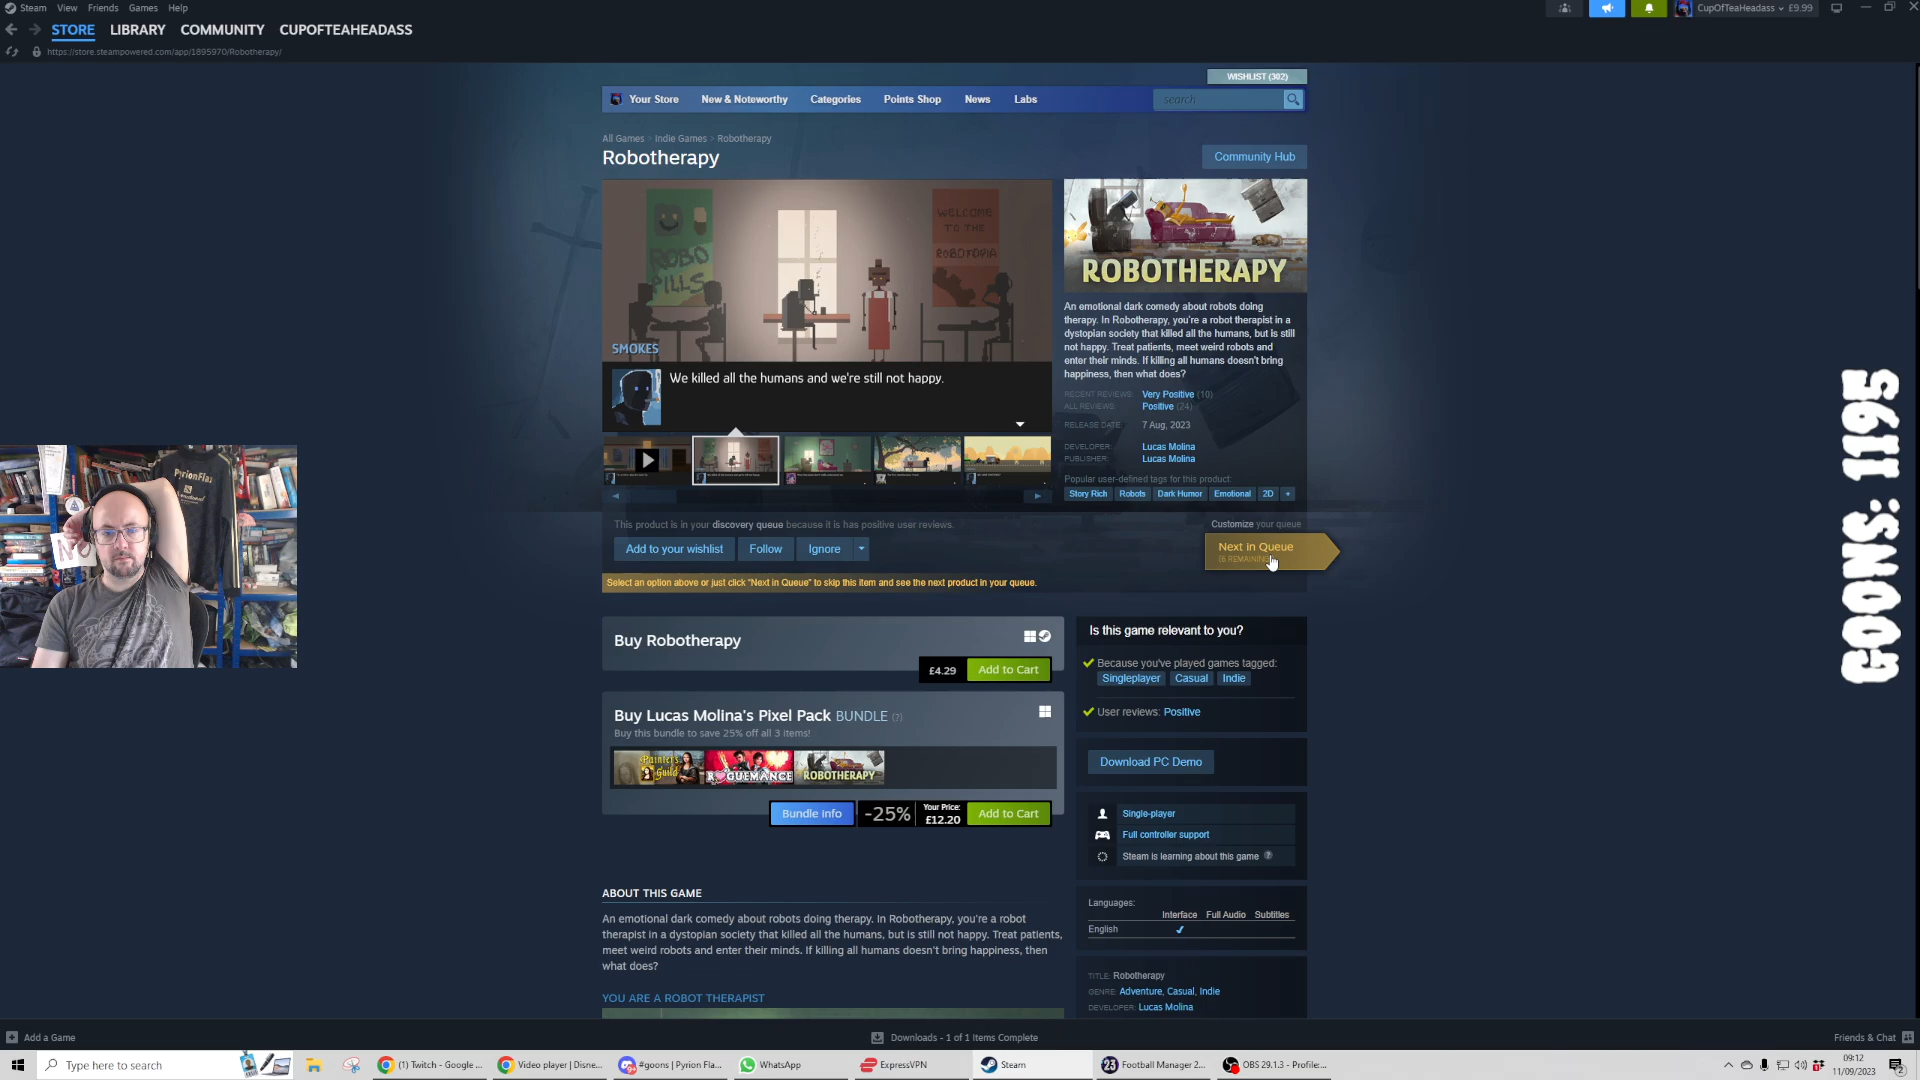 Steam View Friends Games Help
CupOfTeaHeadass £9.99
STORE LIBRARY COMMUNITY CUPOFTEAHEADASS
https://store.steampowered.com/app/1895970/Robotherapy/
WISHLIST (302)
Your Store New & Noteworthy Categories Points Shop News Labs search
All Games > Indie Games > Robotherapy
Robotherapy
Community Hub
ROBO PILLS
WELCOME TO THE ROBOTOPIA
SMOKES
We killed all the humans and we're still not happy.
ROBOTHERAPY
An emotional dark comedy about robots doing
therapy. In Robotherapy, you're a robot therapist in a
dystopian society that killed all the humans, but is still
not happy. Treat patients, meet weird robots and
enter their minds. If killing all humans doesn't bring
happiness, then what does?
RECENT REVIEWS: Very Positive (10)
ALL REVIEWS: Positive (24)
RELEASE DATE: 7 Aug, 2023
DEVELOPER: Lucas Molina
PUBLISHER: Lucas Molina
Popular user-defined tags for this product:
Story Rich Robots Dark Humor Emotional 2D +
This product is in your discovery queue because it is has positive user reviews.
Customize your queue
Add to your wishlist Follow Ignore
Next in Queue
Select an option above or just click "Next in Queue" to skip this item and see the next product in your queue.
Buy Robotherapy
£4.29 Add to Cart
Buy Lucas Molina's Pixel Pack BUNDLE (?)
Buy this bundle to save 25% off all 3 items!
Painter's Guild ROGUEMANCE ROBOTHERAPY
Bundle info -25% Your Price: £12.20 Add to Cart
Is this game relevant to you?
Because you've played games tagged:
Singleplayer Casual Indie
User reviews: Positive
Download PC Demo
Single-player
Full controller support
Steam is learning about this game ?
Languages:
Interface Full Audio Subtitles
English ✔
TITLE: Robotherapy
GENRE: Adventure, Casual, Indie
DEVELOPER: Lucas Molina
ABOUT THIS GAME
An emotional dark comedy about robots doing therapy. In Robotherapy, you're a robot
therapist in a dystopian society that killed all the humans, but is still not happy. Treat patients,
meet weird robots and enter their minds. If killing all humans doesn't bring happiness, then
what does?
YOU ARE A ROBOT THERAPIST
GOONS: 1195
Add a Game
Downloads - 1 of 1 Items Complete
Friends & Chat
Type here to search
(1) Twitch - Google ...
Video player | Disne...
#goons | Pyrion Fla...
WhatsApp
ExpressVPN
Steam
Football Manager 2...
OBS 29.1.3 - Profile:...
09:12
11/09/2023